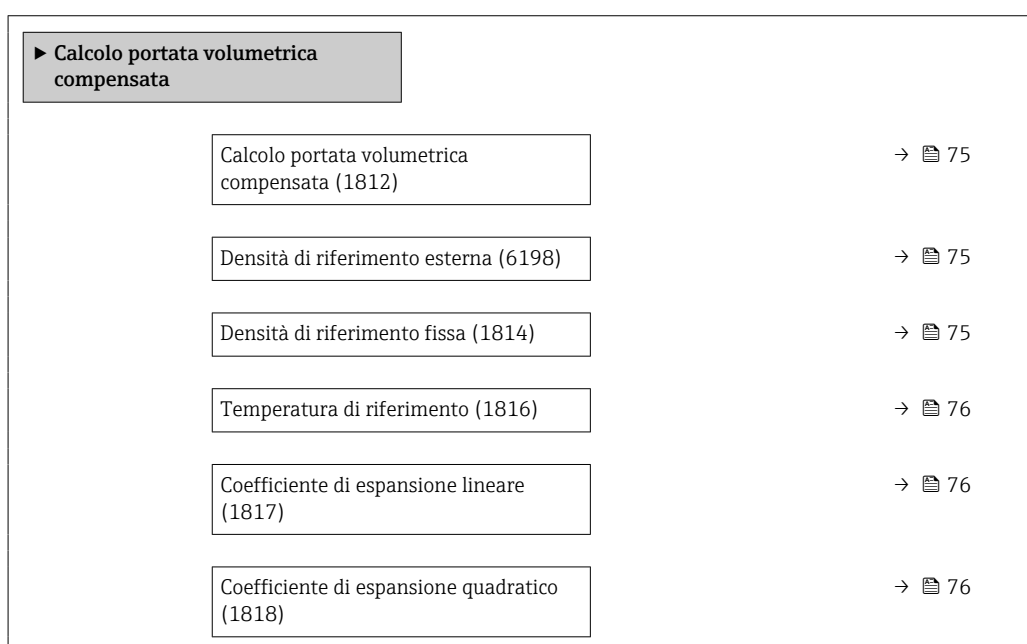 ▶ Calcolo portata volumetrica
compensata
Calcolo portata volumetrica
compensata (1812)
→ 75
Densità di riferimento esterna (6198)
→ 75
Densità di riferimento fissa (1814)
→ 75
Temperatura di riferimento (1816)
→ 76
Coefficiente di espansione lineare
(1817)
→ 76
Coefficiente di espansione quadratico
(1818)
→ 76